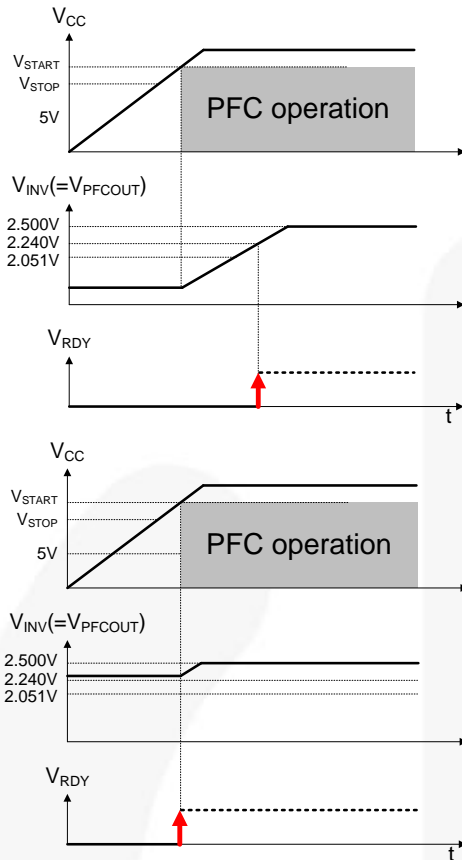 VCC
VSTART
VSTOP
5V
PFC operation
VINV(=VPFCOUT)
2.500V
2.240V
2.051V
VRDY
t
VCC
VSTART
VSTOP
5V
PFC operation
VINV(=VPFCOUT)
2.500V
2.240V
2.051V
VRDY
t